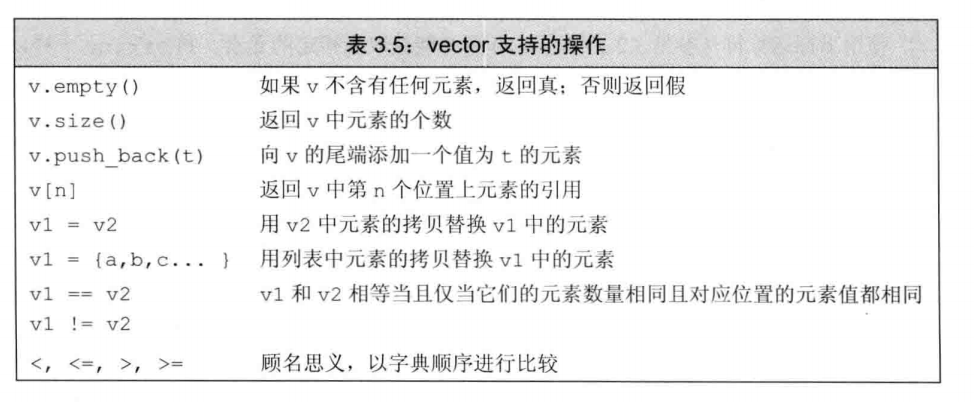 表 3.5：vector 支持的操作
v.empty() 如果 v 不含有任何元素，返回真；否则返回假
v.size() 返回 v 中元素的个数
v.push_back(t) 向 v 的尾端添加一个值为 t 的元素
v[n] 返回 v 中第 n 个位置上元素的引用
v1 = v2 用 v2 中元素的拷贝替换 v1 中的元素
v1 = {a,b,c... } 用列表中元素的拷贝替换 v1 中的元素
v1 == v2 v1 和 v2 相等当且仅当它们的元素数量相同且对应位置的元素值都相同
v1 != v2
<, <=, >, >= 顾名思义，以字典顺序进行比较